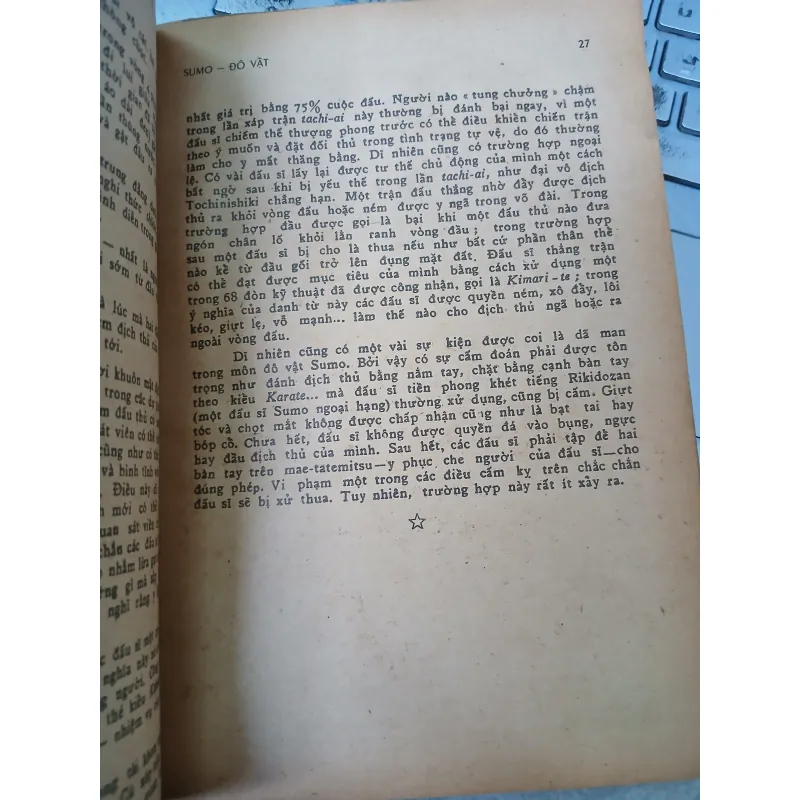 SUMO — ĐÔ VẬT
27
nhất giá trị bằng 75% cuộc đấu. Người nào « tung chưởng » chậm
trong lần xáp trận tachi-ai này thường bị đánh bại ngay, vì một
đấu sĩ chiếm thế thượng phong trước có thể điều khiển chiến trận
theo ý muốn và đặt đối thủ trong tình trạng tự vệ, do đó thường
làm cho y mất thăng bằng. Dĩ nhiên cũng có trường hợp ngoại
lệ. Có vài đấu sĩ lấy lại được tư thế chủ động của mình một cách
bất ngờ sau khi bị yếu thế trong lần tachi-ai, như đại vô địch
Tochinishiki chẳng hạn. Một trận đấu thắng nhờ đẩy được địch
thủ ra khỏi vòng đấu hoặc ném được y ngã trong võ đài. Trong
trường hợp đầu được gọi là bại khi một đấu thủ nào đưa
ngón chân ló khỏi lằn ranh vòng đấu ; trong trường hợp
sau một đấu sĩ bị cho là thua nếu như bất cứ phần thân thể
nào kể từ đầu gối trở lên đụng mặt đất. Đấu sĩ thắng trận
có thể đạt được mục tiêu của mình bằng cách xử dụng một
trong 68 đòn kỹ thuật đã được công nhận, gọi là Kimari-te ; trong
ý nghĩa của danh từ này các đấu sĩ được quyền ném, xô đẩy, lôi
kéo, giựt lẹ, vỗ mạnh... làm thế nào cho địch thủ ngã hoặc ra
ngoài vòng đấu.
Dĩ nhiên cũng có một vài sự kiện được coi là dã man
trong môn đô vật Sumo. Bởi vậy có sự cấm đoán phải được tôn
trọng như đánh địch thủ bằng nắm tay, chặt bằng cạnh bàn tay
theo kiểu Karate... mà đấu sĩ tiền phong khét tiếng Rikidozan
(một đấu sĩ Sumo ngoại hạng) thường xử dụng, cũng bị cấm. Giựt
tóc và chọt mắt không được chấp nhận cũng như là bạt tai hay
bóp cổ. Chưa hết, đấu sĩ không được quyền đá vào bụng, ngực
hay đầu địch thủ của mình. Sau hết, các đấu sĩ phải tập để hai
bàn tay trên mae-tatemitsu—y phục che người của đấu sĩ—cho
đúng phép. Vi phạm một trong các điều cấm kỵ trên chắc chắn
đấu sĩ sẽ bị xử thua. Tuy nhiên, trường hợp này rất ít xảy ra.